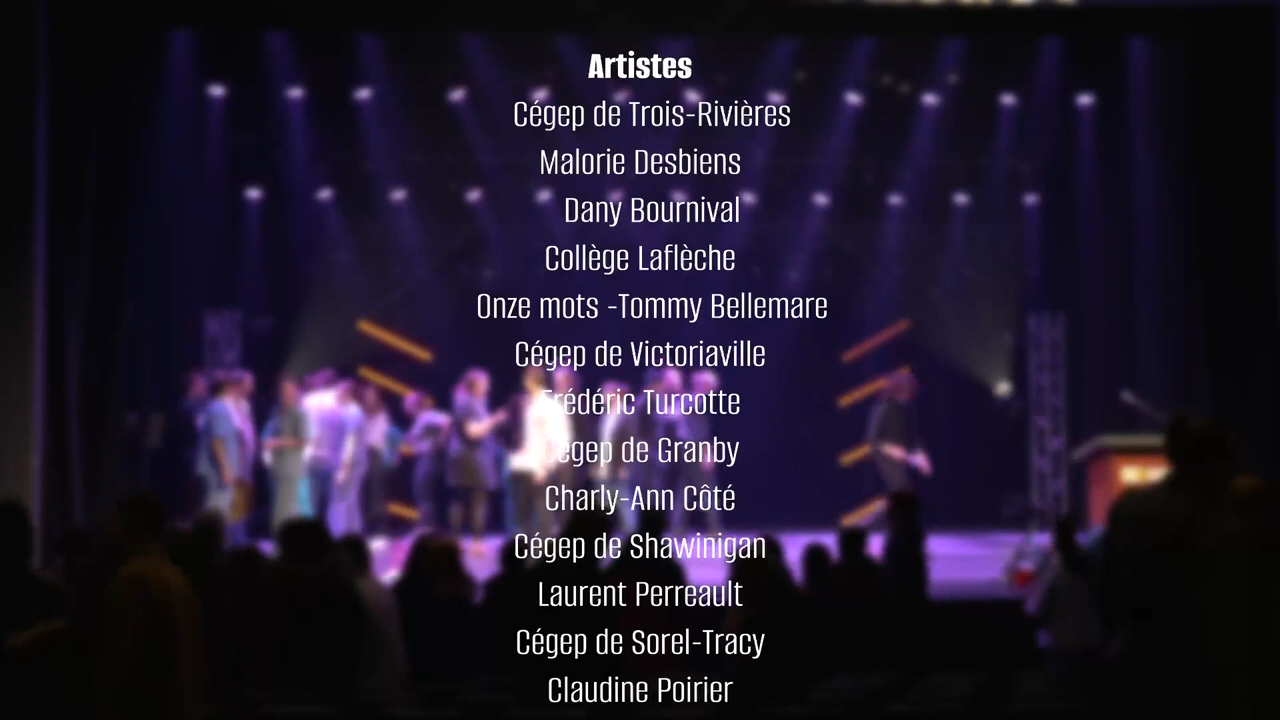 Artistes
Cégep de Trois-Rivières
Malorie Desbiens
Dany Bournival
Collège Laflèche
Onze mots -Tommy Bellemare
Cégep de Victoriaville
Frédéric Turcotte
Cégep de Granby
Charly-Ann Côté
Cégep de Shawinigan
Laurent Perreault
Cégep de Sorel-Tracy
Claudine Poirier